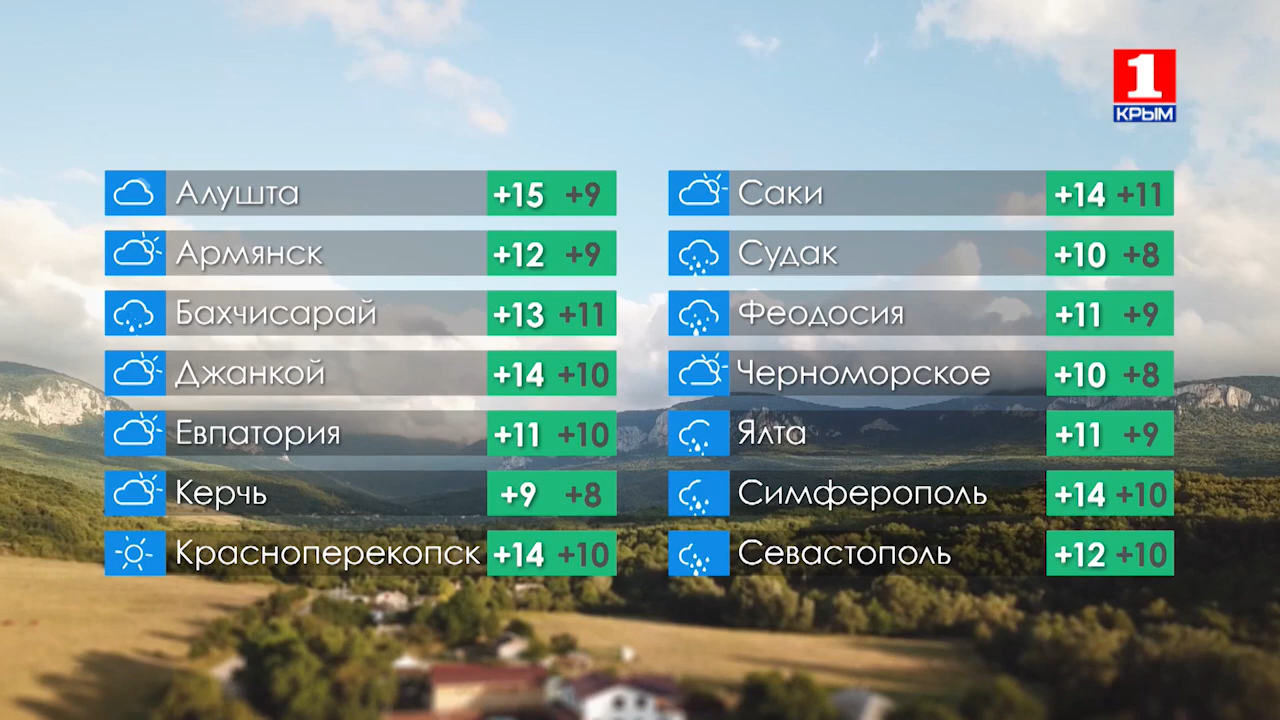 1
КРЫМ
Алушта +15 +9
Армянск +12 +9
Бахчисарай +13 +11
Джанкой +14 +10
Евпатория +11 +10
Керчь +9 +8
Красноперекопск +14 +10
Саки +14 +11
Судак +10 +8
Феодосия +11 +9
Черноморское +10 +8
Ялта +11 +9
Симферополь +14 +10
Севастополь +12 +10